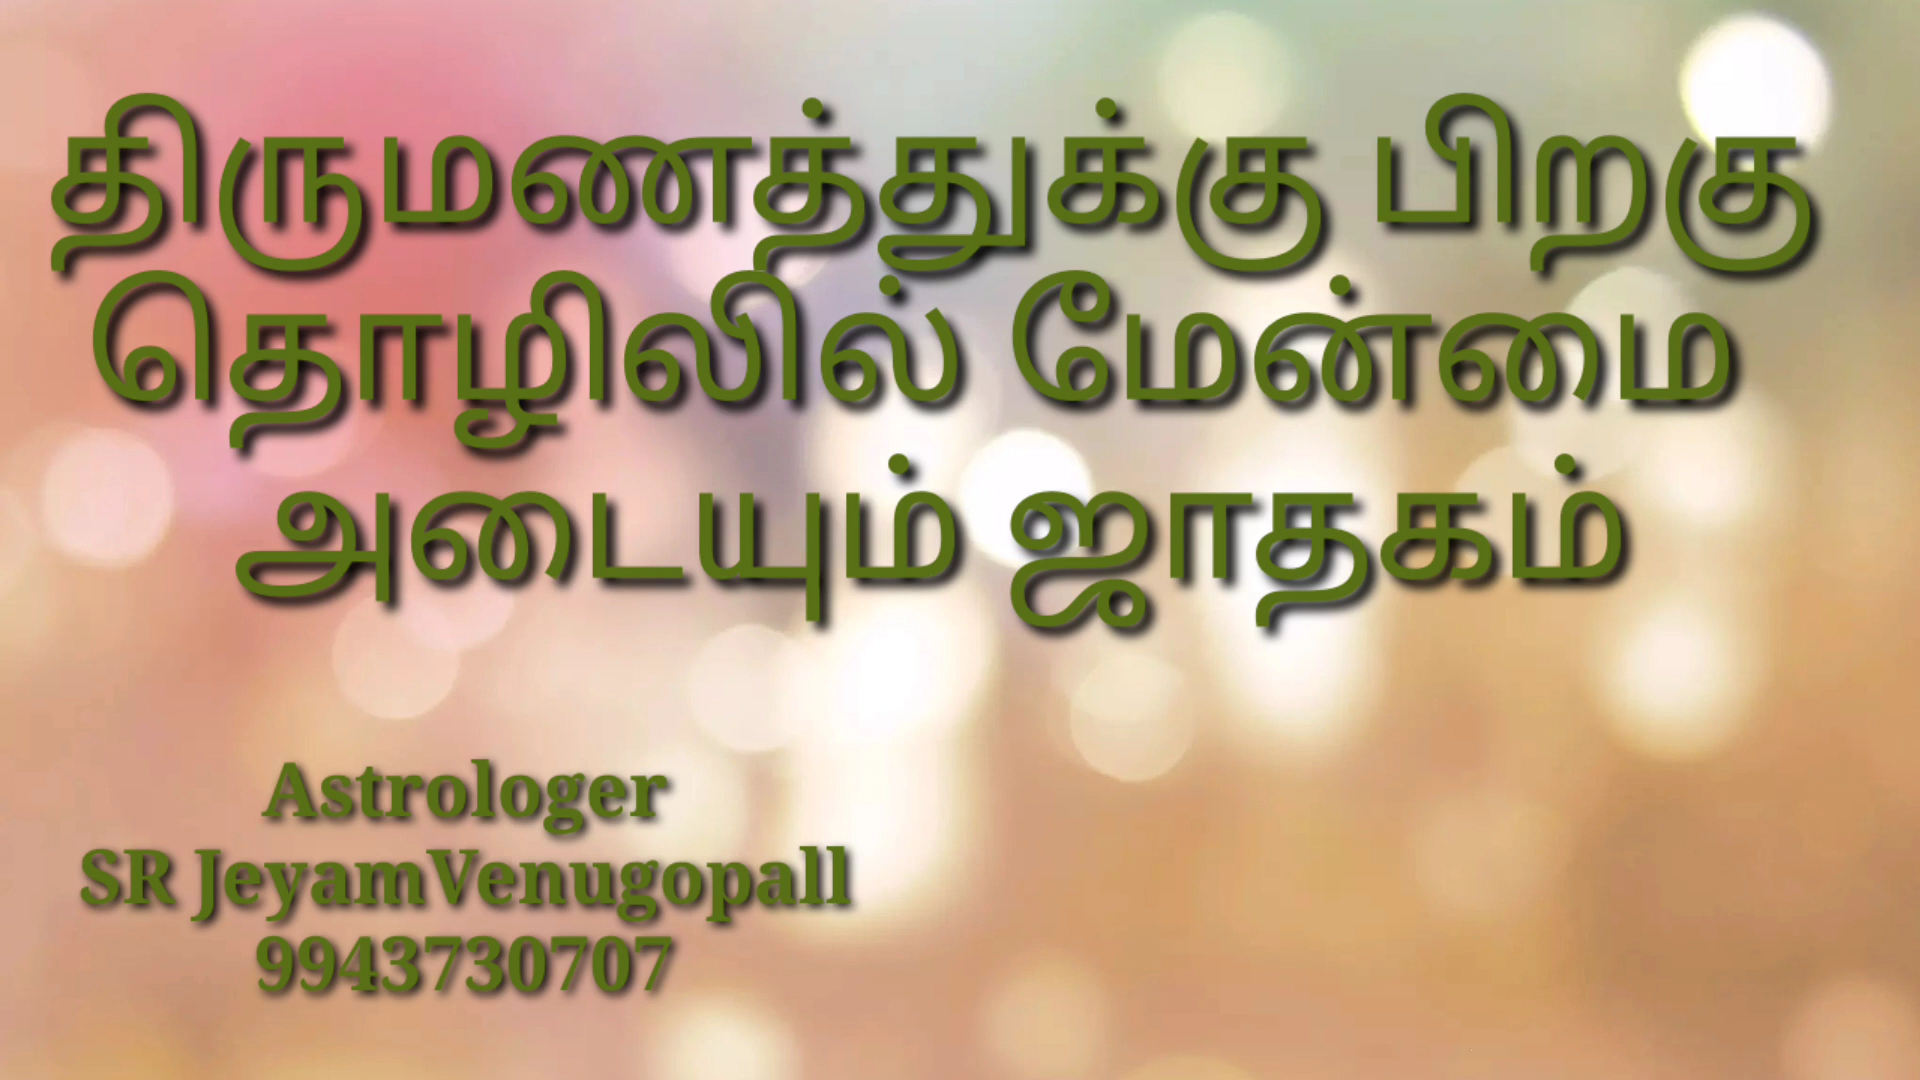 திருமணத்துக்கு பிறகு
தொழிலில் மேன்மை
அடையும் ஜாதகம்
Astrologer
SR JeyamVenugopall
9943730707